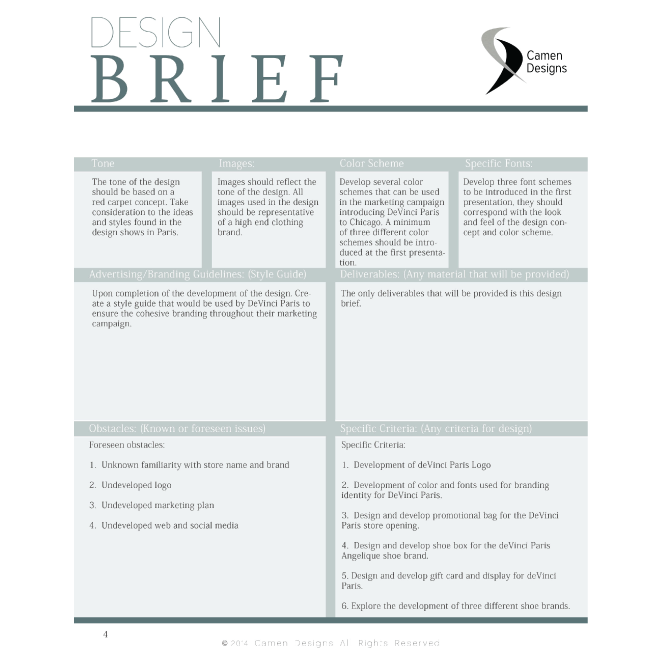 DESIGN
BRIEF
Camen
Designs
Tone
The tone of the design
should be based on a
red carpet concept. Take
consideration to the ideas
and styles found in the
design shows in Paris.
Images:
Images should reflect the
tone of the design. All
images used in the design
should be representative
of a high end clothing
brand.
Color Scheme
Develop several color
schemes that can be used
in the marketing campaign
introducing DeVinci Paris
to Chicago. A minimum
of three different color
schemes should be intro-
duced at the first presenta-
tion.
Specific Fonts:
Develop three font schemes
to be introduced in the first
presentation, they should
correspond with the look
and feel of the design con-
cept and color scheme.
Advertising/Branding Guidelines: (Style Guide)
Upon completion of the development of the design. Cre-
ate a style guide that would be used by DeVinci Paris to
ensure the cohesive branding throughout their marketing
campaign.
Deliverables: (Any material that will be provided)
The only deliverables that will be provided is this design
brief.
Obstacles: (Known or foreseen issues)
Foreseen obstacles:
1. Unknown familiarity with store name and brand
2. Undeveloped logo
3. Undeveloped marketing plan
4. Undeveloped web and social media
Specific Criteria: (Any criteria for design)
Specific Criteria:
1. Development of deVinci Paris Logo
2. Development of color and fonts used for branding
identity for DeVinci Paris.
3. Design and develop promotional bag for the DeVinci
Paris store opening.
4. Design and develop shoe box for the deVinci Paris
Angelique shoe brand.
5. Design and develop gift card and display for deVinci
Paris.
6. Explore the development of three different shoe brands.
4
© 2014 Camen Designs All Rights Reserved